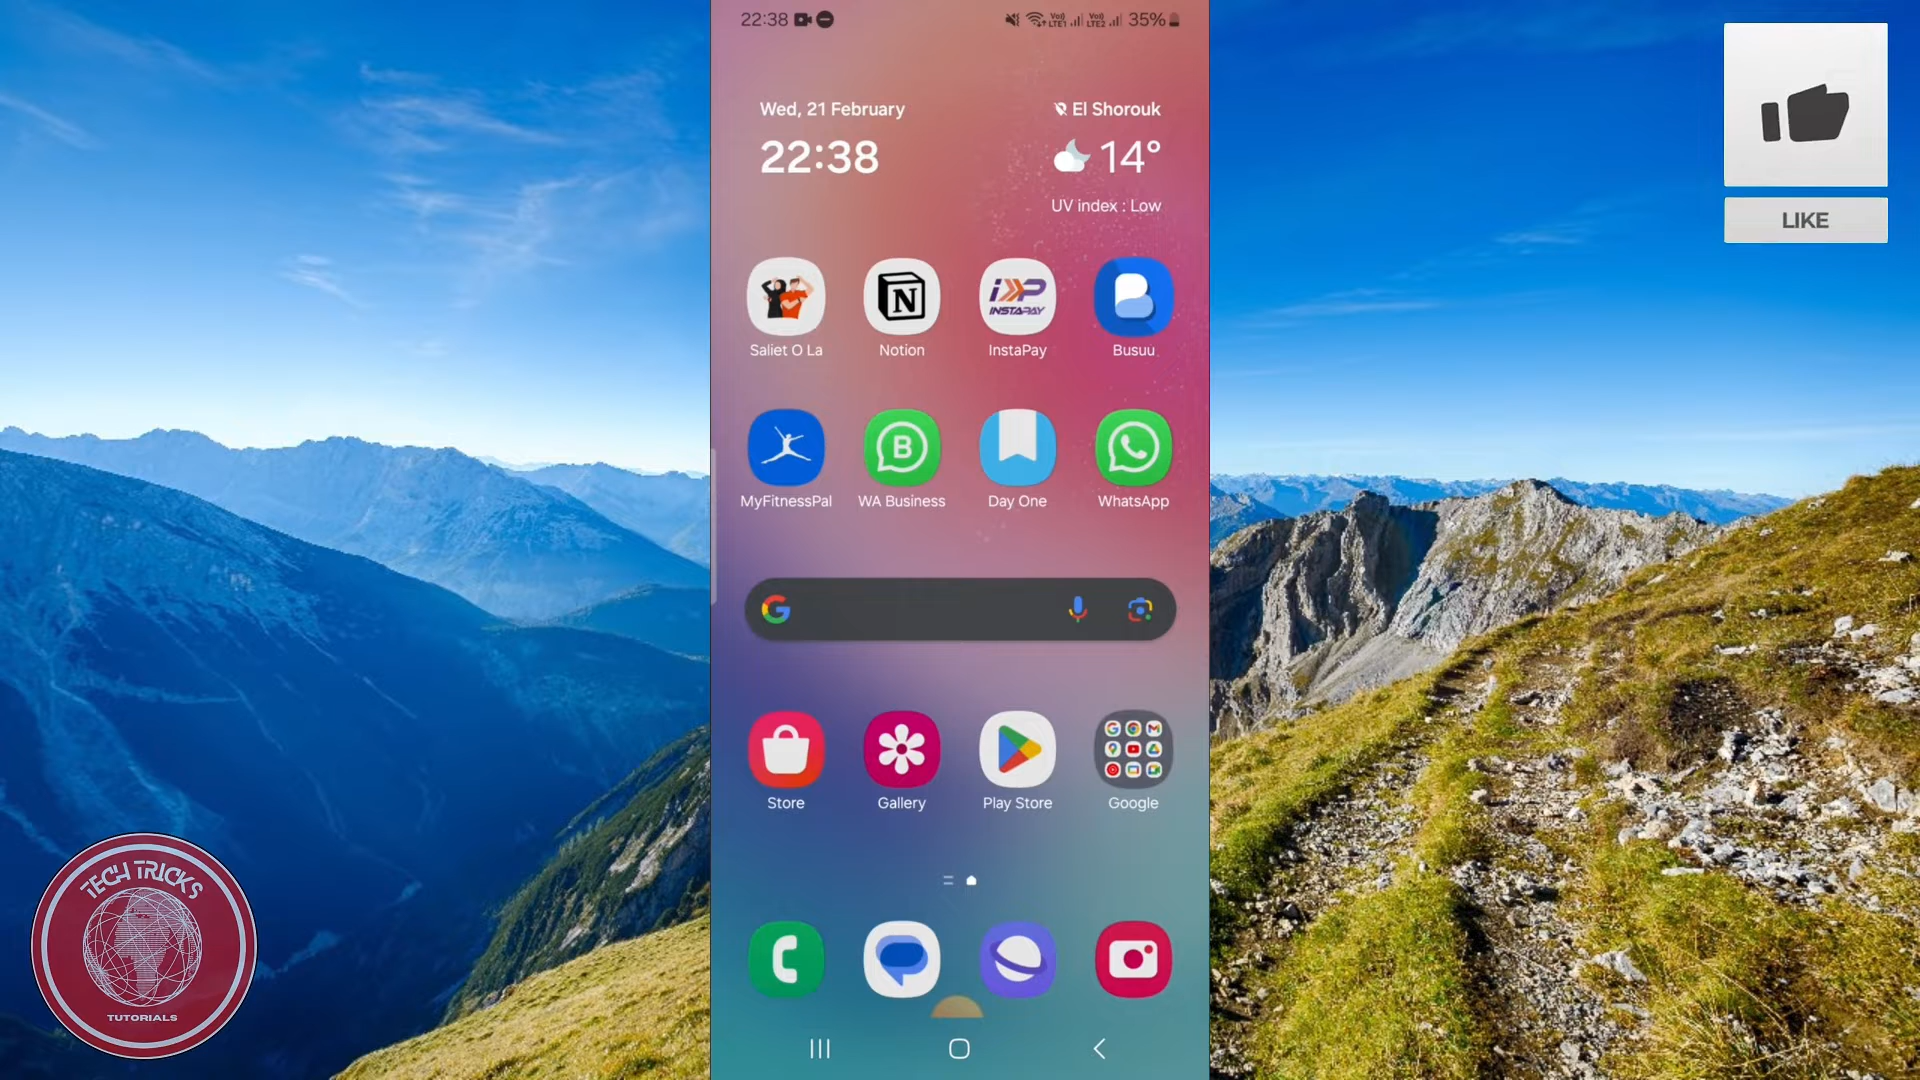 22:38
35%
Wed, 21 February
El Shorouk
22:38
14°
UV index : Low
LIKE
INSTAPAY
Saliet O La
Notion
InstaPay
Busuu
MyFitnessPal
WA Business
Day One
WhatsApp
Store
Gallery
Play Store
Google
TECH TRICKS
TUTORIALS